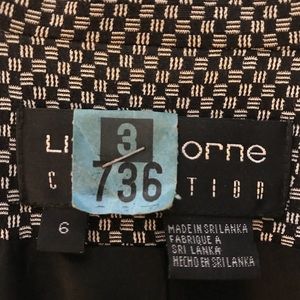 3
736
LI orne
C TION
6
MADE IN SRI LANKA
FABRIQUE A
SRI LANKA
HECHO EN SRI LANKA